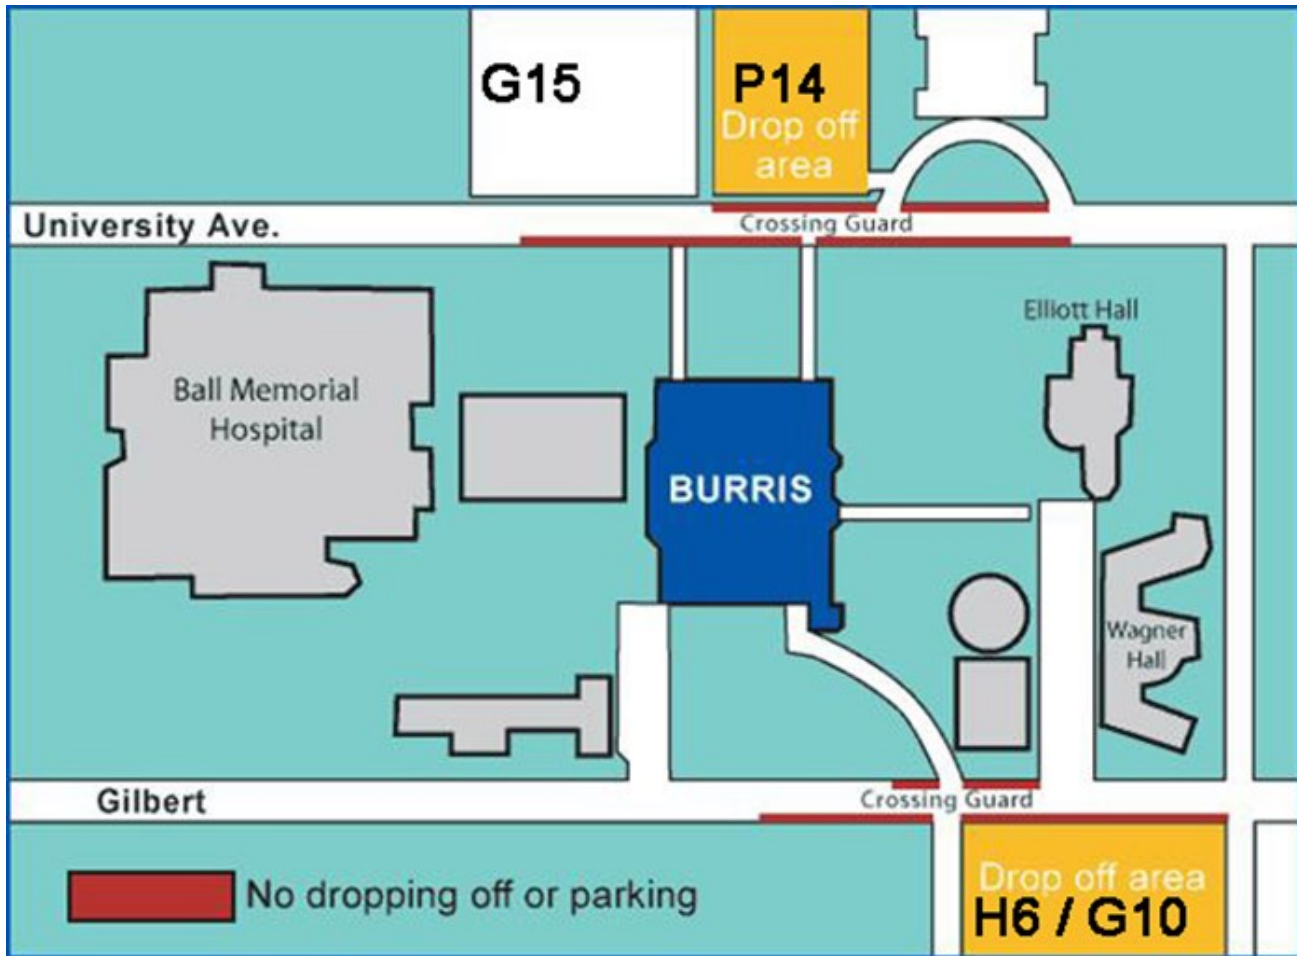 G15
P14
Drop off
area
University Ave.
Crossing Guard
Elliott Hall
Ball Memorial
Hospital
BURRIS
Wagner
Hall
Gilbert
Crossing Guard
No dropping off or parking
Drop off area
H6 / G10